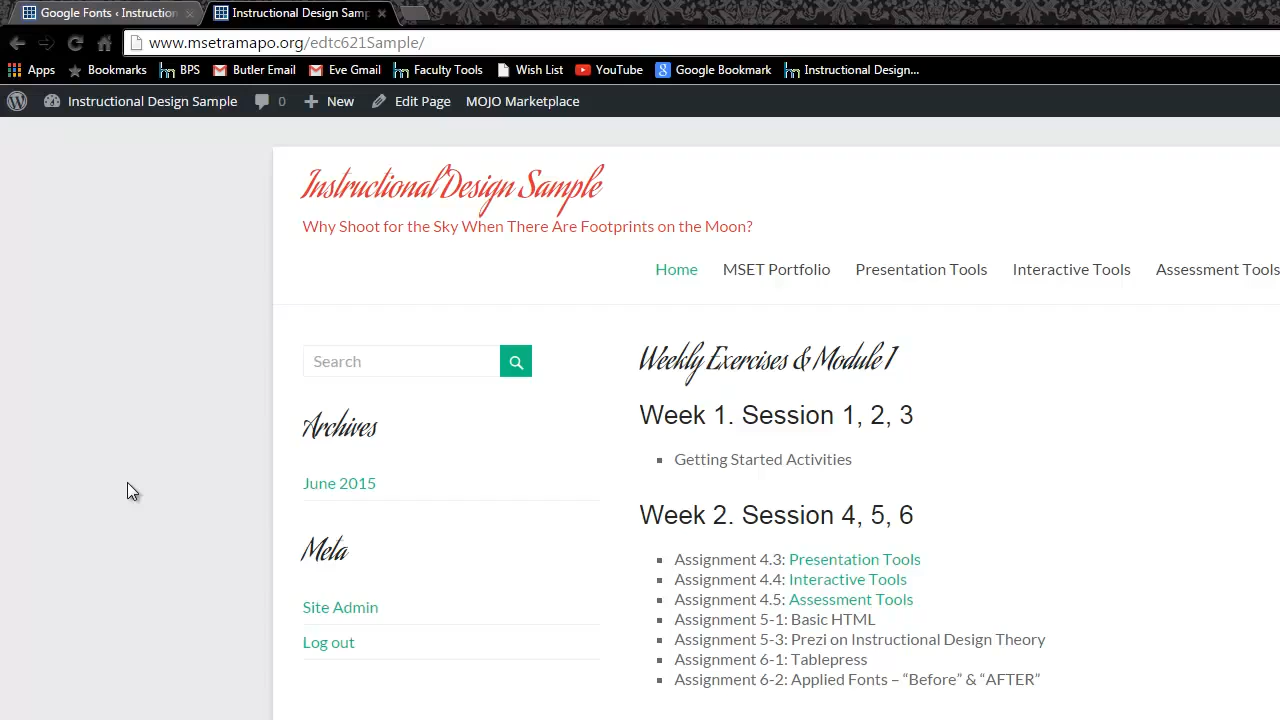 Google Fonts ‹ Instruction
Instructional Design Samp
www.msetramapo.org/edtc621Sample/
Apps Bookmarks BPS Butler Email Eve Gmail Faculty Tools Wish List YouTube Google Bookmark Instructional Design...
Instructional Design Sample 0 New Edit Page MOJO Marketplace
Instructional Design Sample
Why Shoot for the Sky When There Are Footprints on the Moon?
Home MSET Portfolio Presentation Tools Interactive Tools Assessment Tools
Search
Archives
June 2015
Meta
Site Admin
Log out
Weekly Exercises & Module I
Week 1. Session 1, 2, 3
Getting Started Activities
Week 2. Session 4, 5, 6
Assignment 4.3: Presentation Tools
Assignment 4.4: Interactive Tools
Assignment 4.5: Assessment Tools
Assignment 5-1: Basic HTML
Assignment 5-3: Prezi on Instructional Design Theory
Assignment 6-1: Tablepress
Assignment 6-2: Applied Fonts – “Before” & “AFTER”